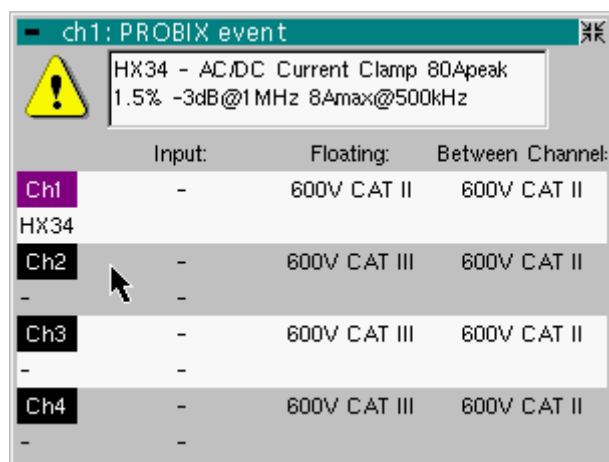 ch1: PROBIX event
HX34 - AC/DC Current Clamp 80Apeak
1.5% -3dB@1MHz 8Amax@500kHz
Input: Floating: Between Channel:
Ch1 - 600V CAT II 600V CAT II
HX34
Ch2 - 600V CAT III 600V CAT II
- -
Ch3 - 600V CAT III 600V CAT II
- -
Ch4 - 600V CAT III 600V CAT II
- -